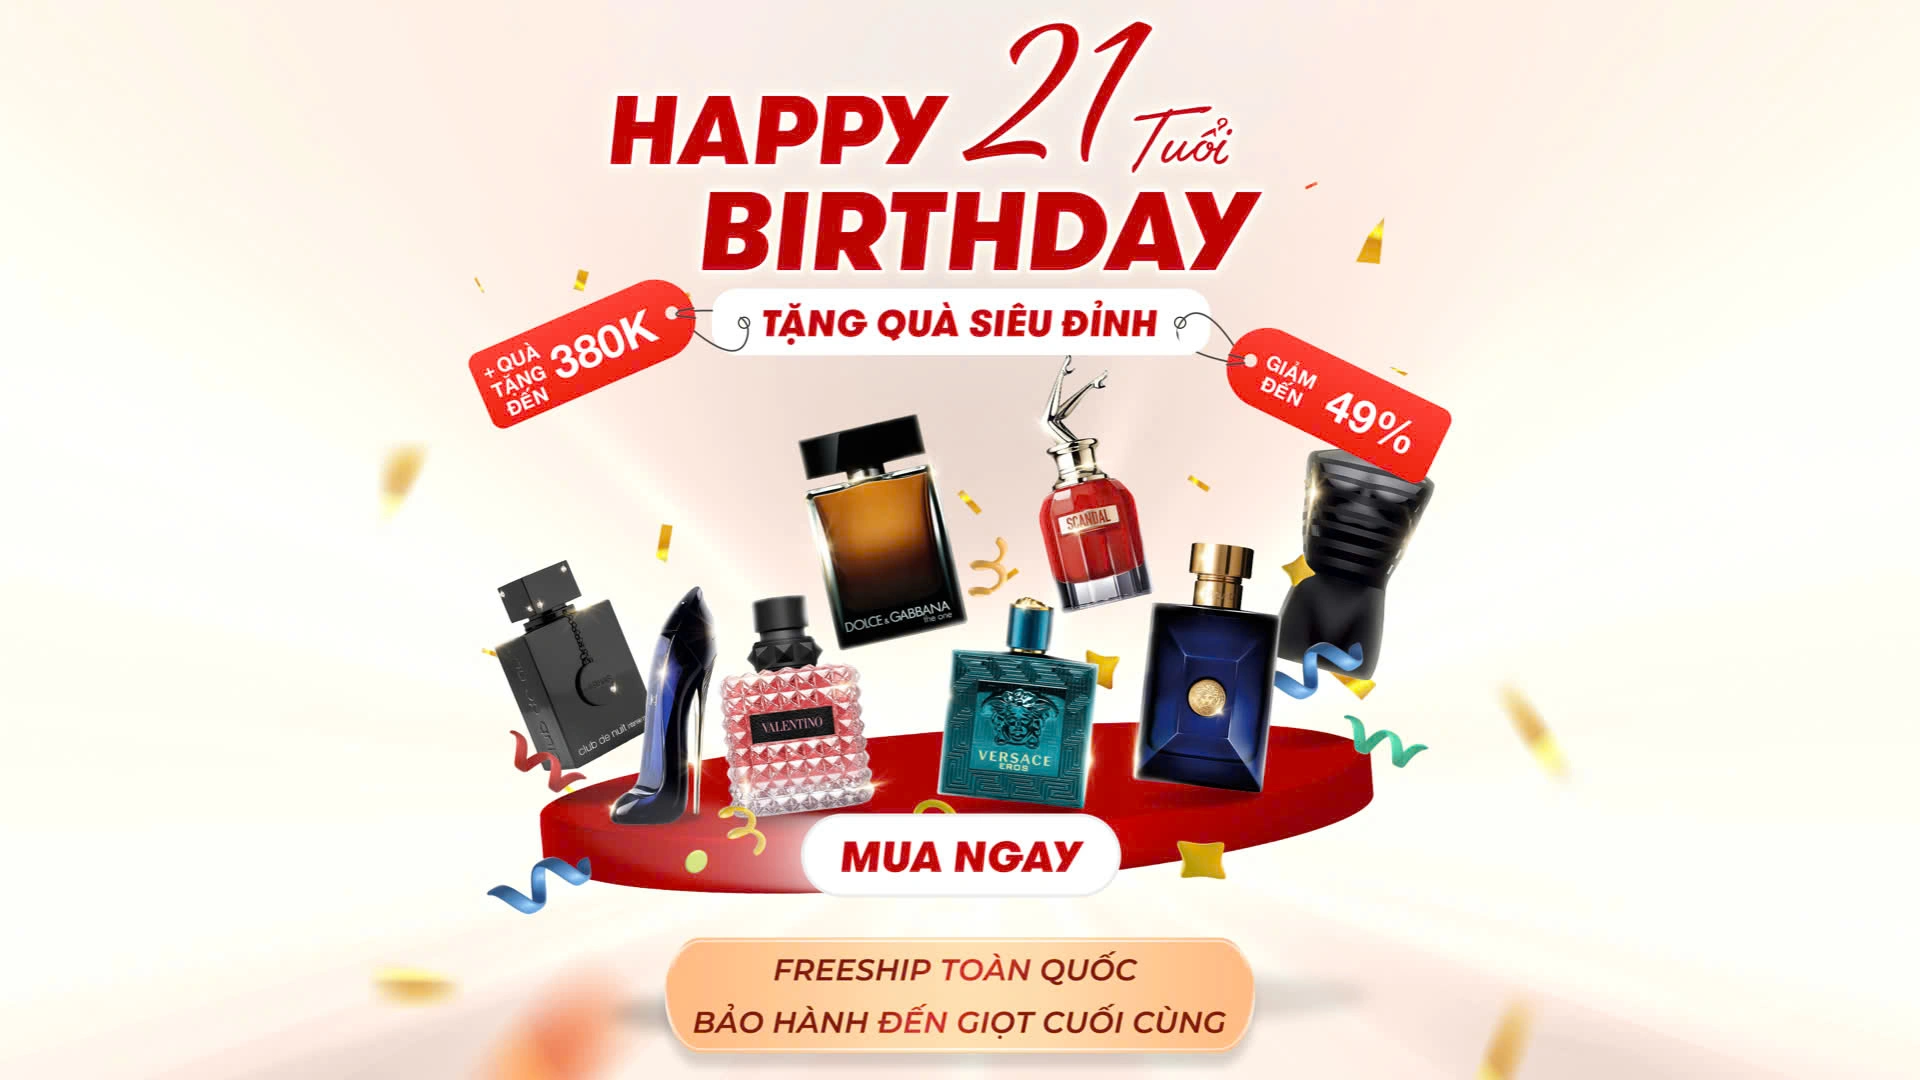 HAPPY 21 Tuổi
BIRTHDAY
TẶNG QUÀ SIÊU ĐỈNH
+ QUÀ
TẶNG
ĐẾN
380K
GIẢM
ĐẾN
49%
DOLCE & GABBANA
the one
SCANDAL
club de nuit
VALENTINO
VERSACE
EROS
MUA NGAY
FREESHIP TOÀN QUỐC
BẢO HÀNH ĐẾN GIỌT CUỐI CÙNG